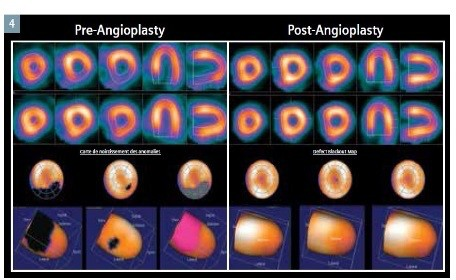 4
Pre-Angioplasty
Post-Angioplasty
Carte de noircissement des anomalies
Defect Blackout Map